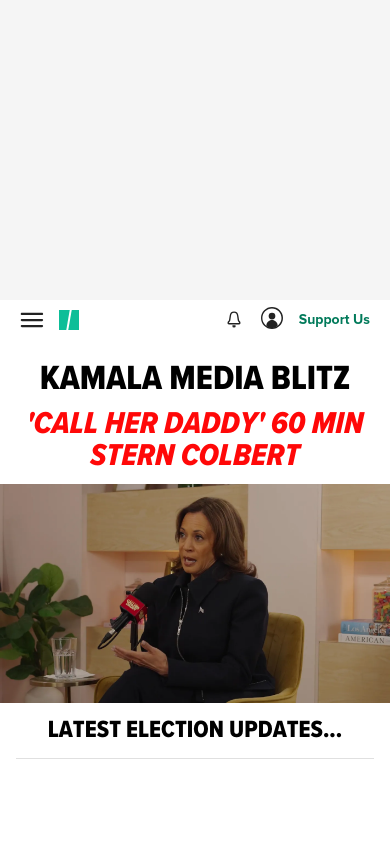 Support Us
KAMALA MEDIA BLITZ
'CALL HER DADDY' 60 MIN
STERN COLBERT
AMERICAN
LATEST ELECTION UPDATES...